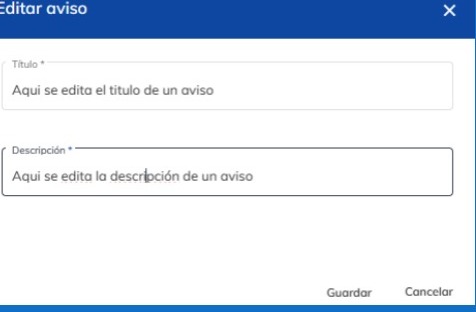 Editar aviso
Título *
Aqui se edita el titulo de un aviso
Descripción *
Aqui se edita la descripción de un aviso
Guardar Cancelar